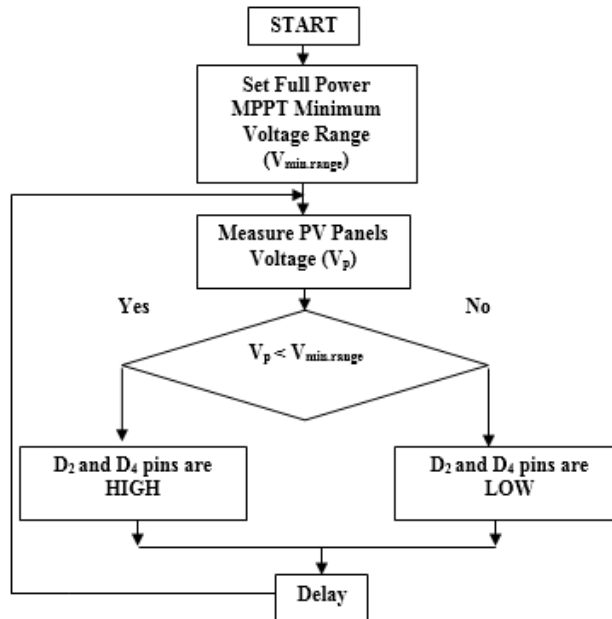 START
Set Full Power
MPPT Minimum
Voltage Range
(Vmin.range)
Measure PV Panels
Voltage (Vp)
Yes
No
Vp < Vmin.range
D2 and D4 pins are
HIGH
D2 and D4 pins are
LOW
Delay